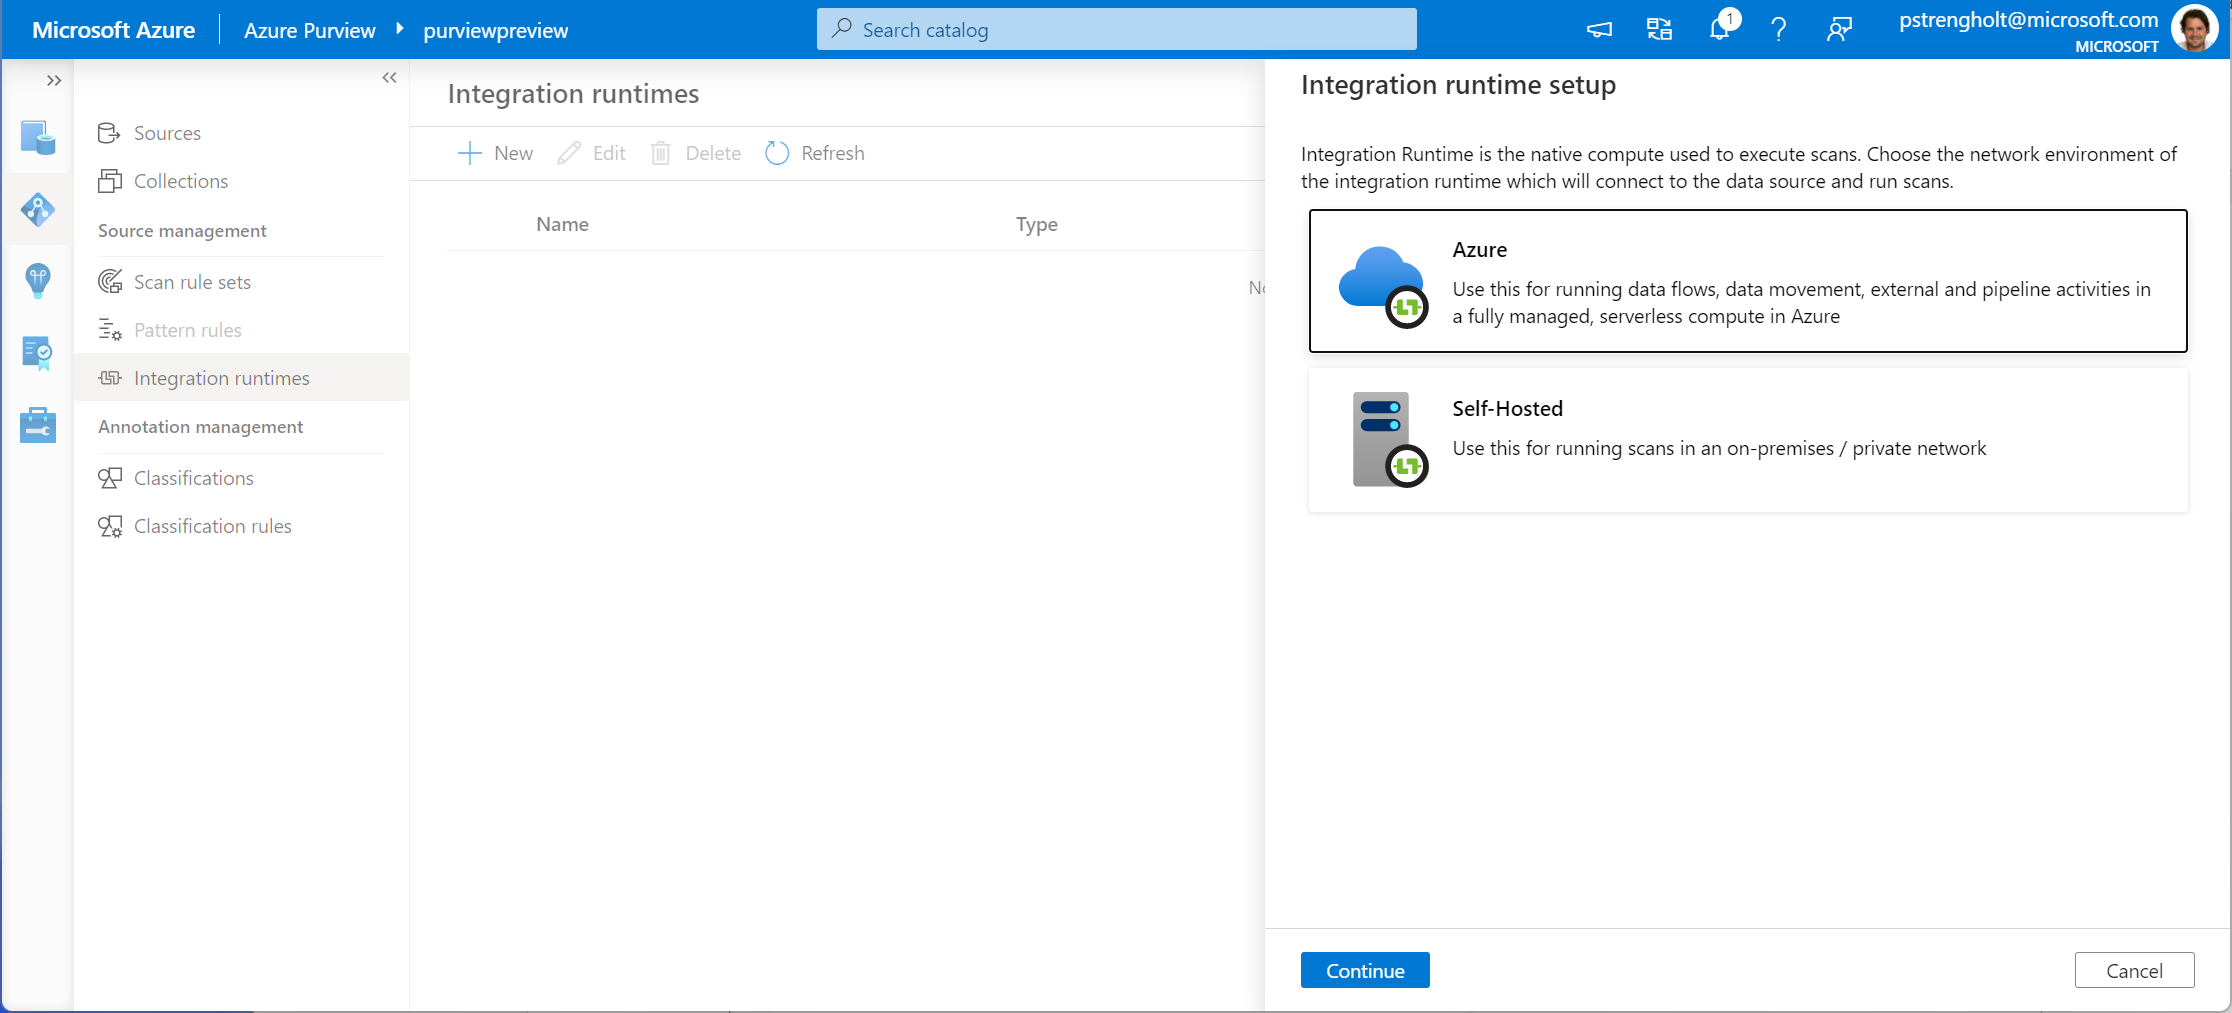 Microsoft Azure
Azure Purview
purviewpreview
Search catalog
1
pstrengholt@microsoft.com
MICROSOFT
Sources
Collections
Source management
Scan rule sets
Pattern rules
Integration runtimes
Annotation management
Classifications
Classification rules
Integration runtimes
New
Edit
Delete
Refresh
Name
Type
Integration runtime setup
Integration Runtime is the native compute used to execute scans. Choose the network environment of
the integration runtime which will connect to the data source and run scans.
Azure
Use this for running data flows, data movement, external and pipeline activities in
a fully managed, serverless compute in Azure
Self-Hosted
Use this for running scans in an on-premises / private network
Continue
Cancel